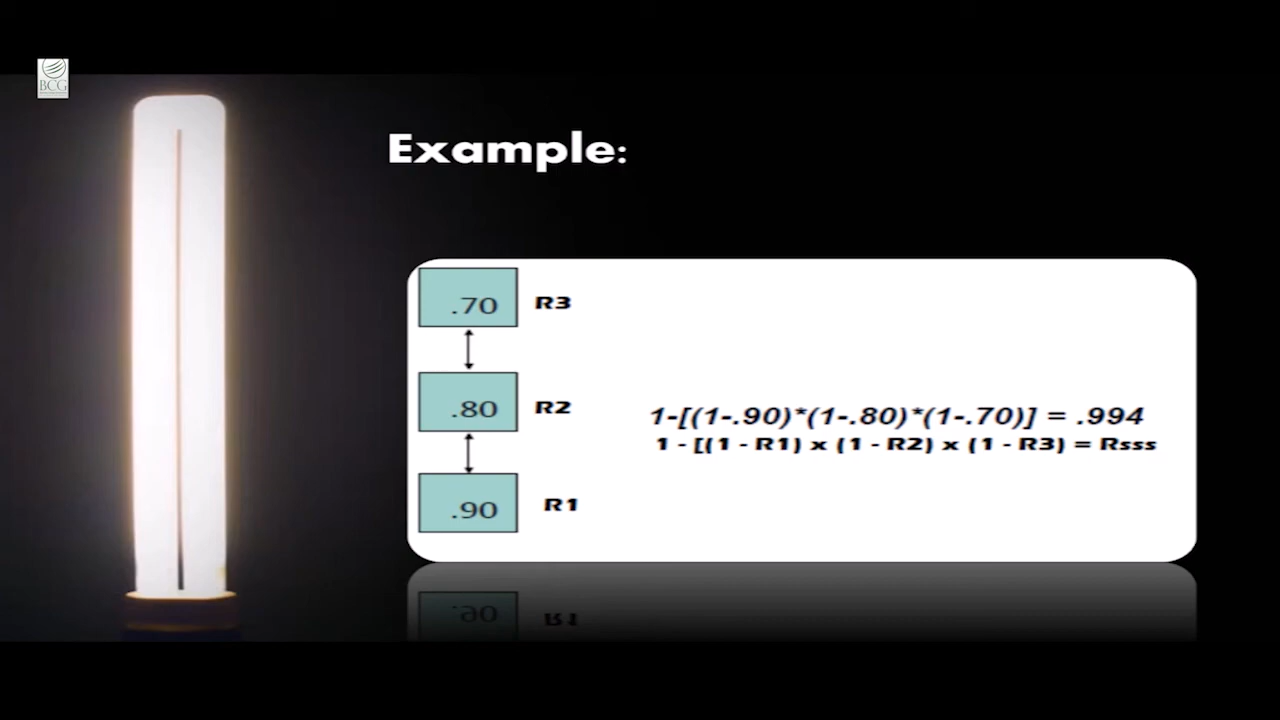 BCG
Example:
.70 R3
.80 R2
1-[(1-.90)*(1-.80)*(1-.70)] = .994
1 - [(1 - R1) x (1 - R2) x (1 - R3) = Rsss
.90 R1